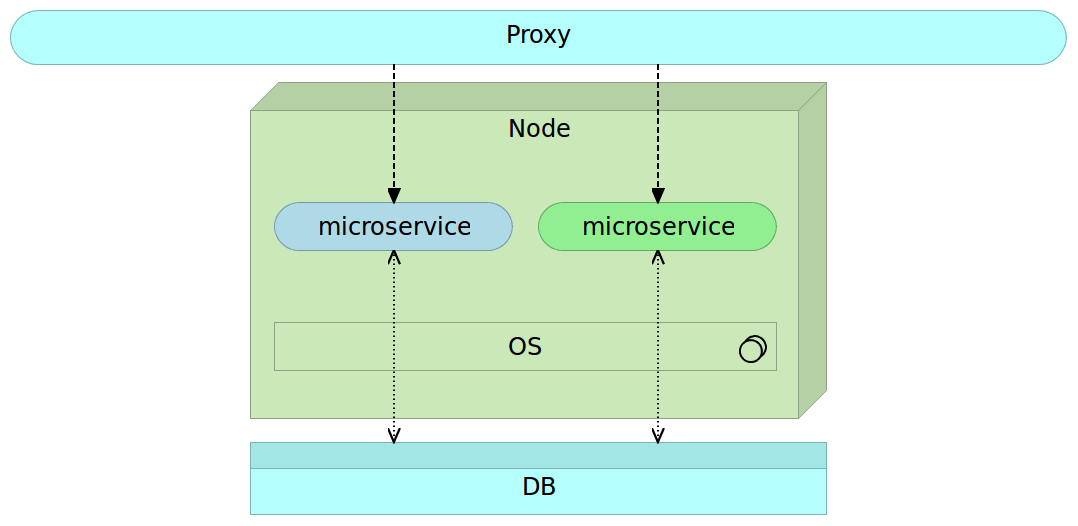 Proxy
Node
microservice
microservice
OS
DB